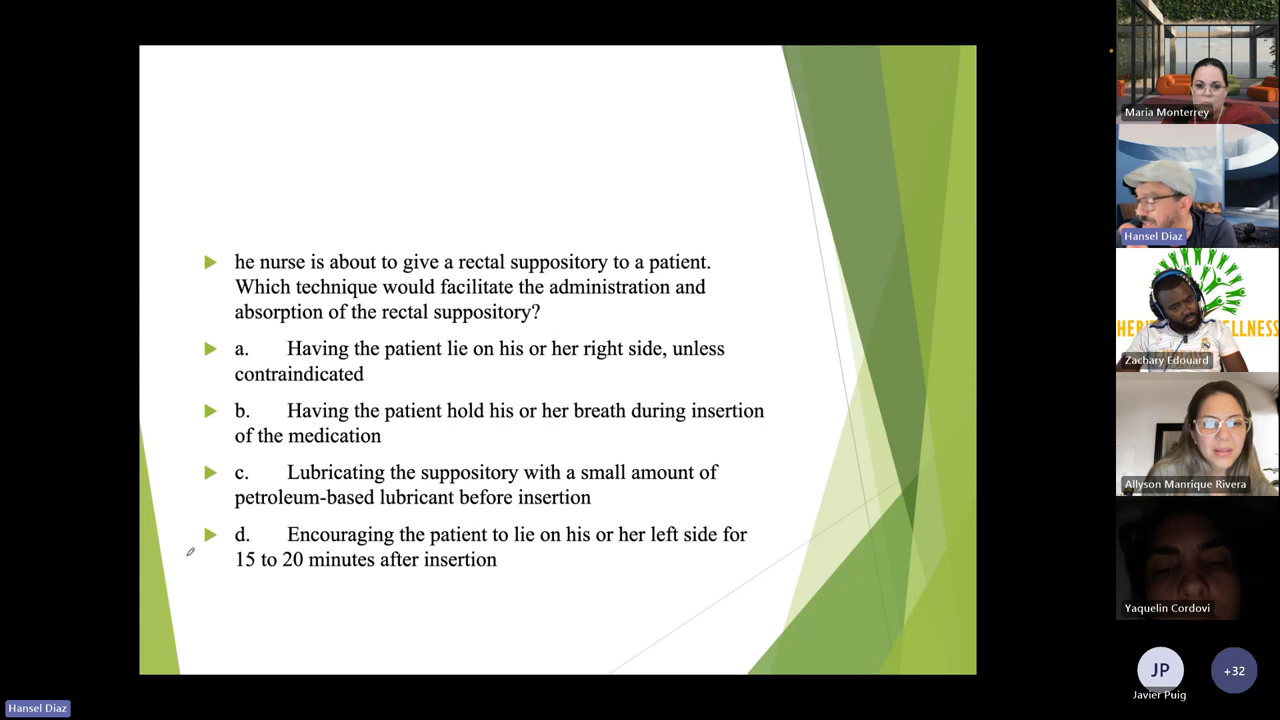 he nurse is about to give a rectal suppository to a patient.
Which technique would facilitate the administration and
absorption of the rectal suppository?
a. Having the patient lie on his or her right side, unless
contraindicated
b. Having the patient hold his or her breath during insertion
of the medication
c. Lubricating the suppository with a small amount of
petroleum-based lubricant before insertion
d. Encouraging the patient to lie on his or her left side for
15 to 20 minutes after insertion
Maria Monterrey
Hansel Diaz
Zachary Edouard
Allyson Manrique Rivera
Yaquelin Cordovi
JP
Javier Puig
+32
Hansel Diaz